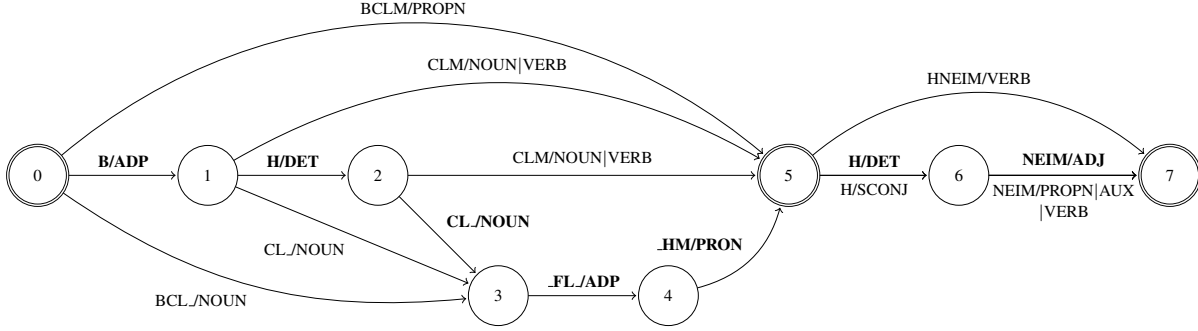 BCLM/PROPN
CLM/NOUN|VERB
HNEIM/VERB
B/ADP
H/DET
CLM/NOUN|VERB
H/DET
NEIM/ADJ
0
1
2
5
6
7
H/SCONJ
NEIM/PROPN|AUX
|VERB
CL_/NOUN
CL_/NOUN
_HM/PRON
BCL_/NOUN
_FL_/ADP
3
4